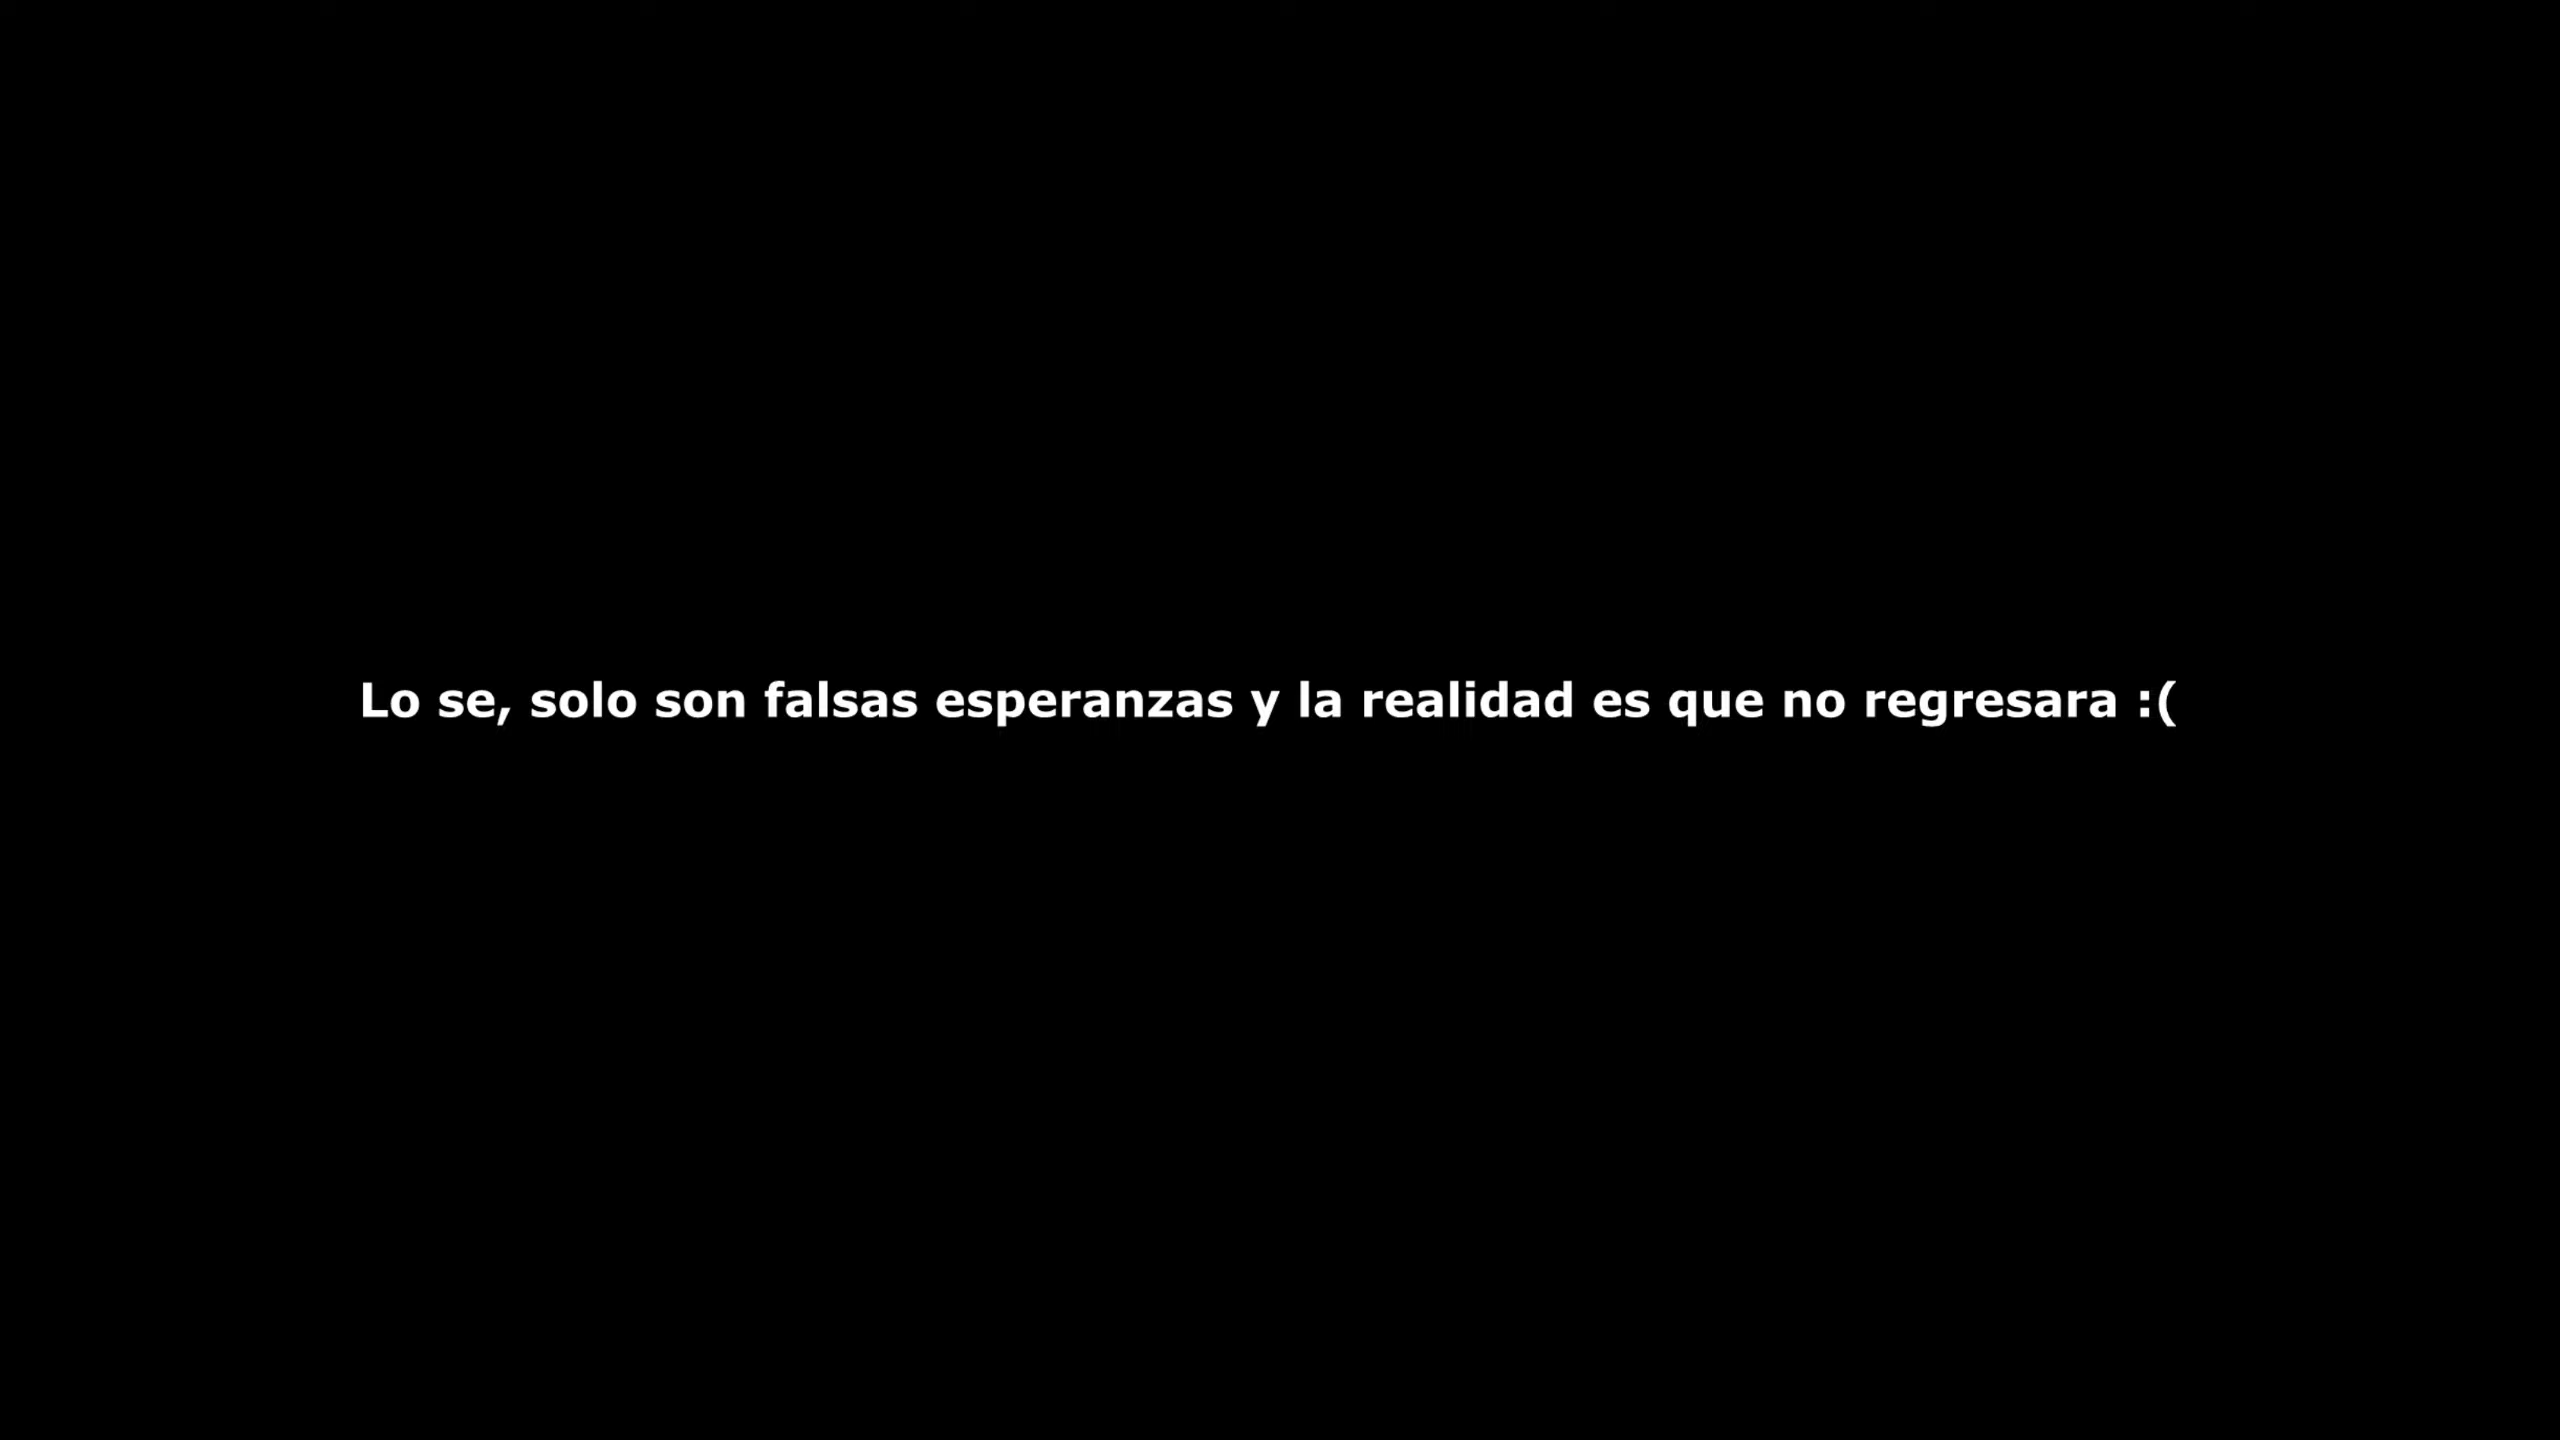 Lo se, solo son falsas esperanzas y la realidad es que no regresara :(